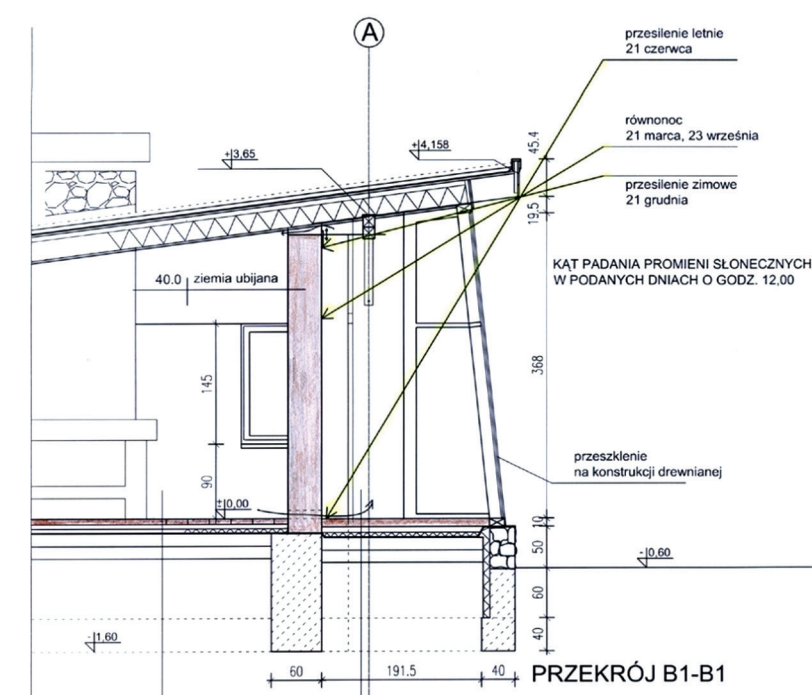 A
przesilenie letnie
21 czerwca
równonoc
21 marca, 23 września
przesilenie zimowe
21 grudnia
+|3,65
+|4,158
45.4
19,5
KĄT PADANIA PROMIENI SŁONECZNYCH
W PODANYCH DNIACH O GODZ. 12,00
40.0
ziemia ubijana
368
145
przeszklenie
na konstrukcji drewnianej
90
±|0,00
10
50
-|0,60
60
40
-|1,60
60
191.5
40
PRZEKRÓJ B1-B1